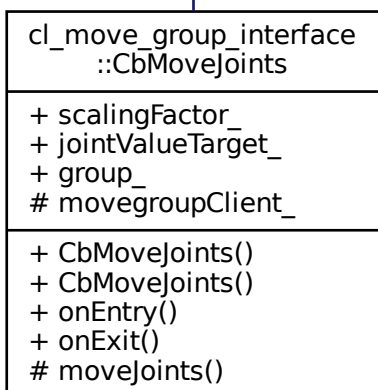 cl_move_group_interface
::CbMoveJoints
+ scalingFactor_
+ jointValueTarget_
+ group_
# movegroupClient_
+ CbMoveJoints()
+ CbMoveJoints()
+ onEntry()
+ onExit()
# moveJoints()